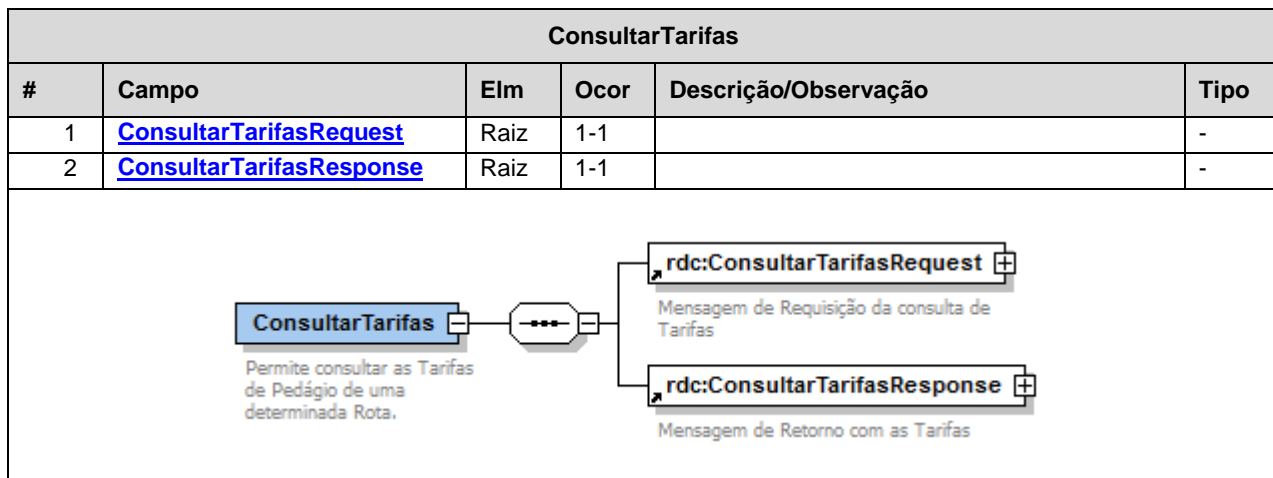 ConsultarTarifas
# Campo Elm Ocor Descrição/Observação Tipo
1 ConsultarTarifasRequest Raiz 1-1 -
2 ConsultarTarifasResponse Raiz 1-1 -
rdc:ConsultarTarifasRequest
Mensagem de Requisição da consulta de
Tarifas
ConsultarTarifas
Permite consultar as Tarifas
de Pedágio de uma
determinada Rota.
rdc:ConsultarTarifasResponse
Mensagem de Retorno com as Tarifas